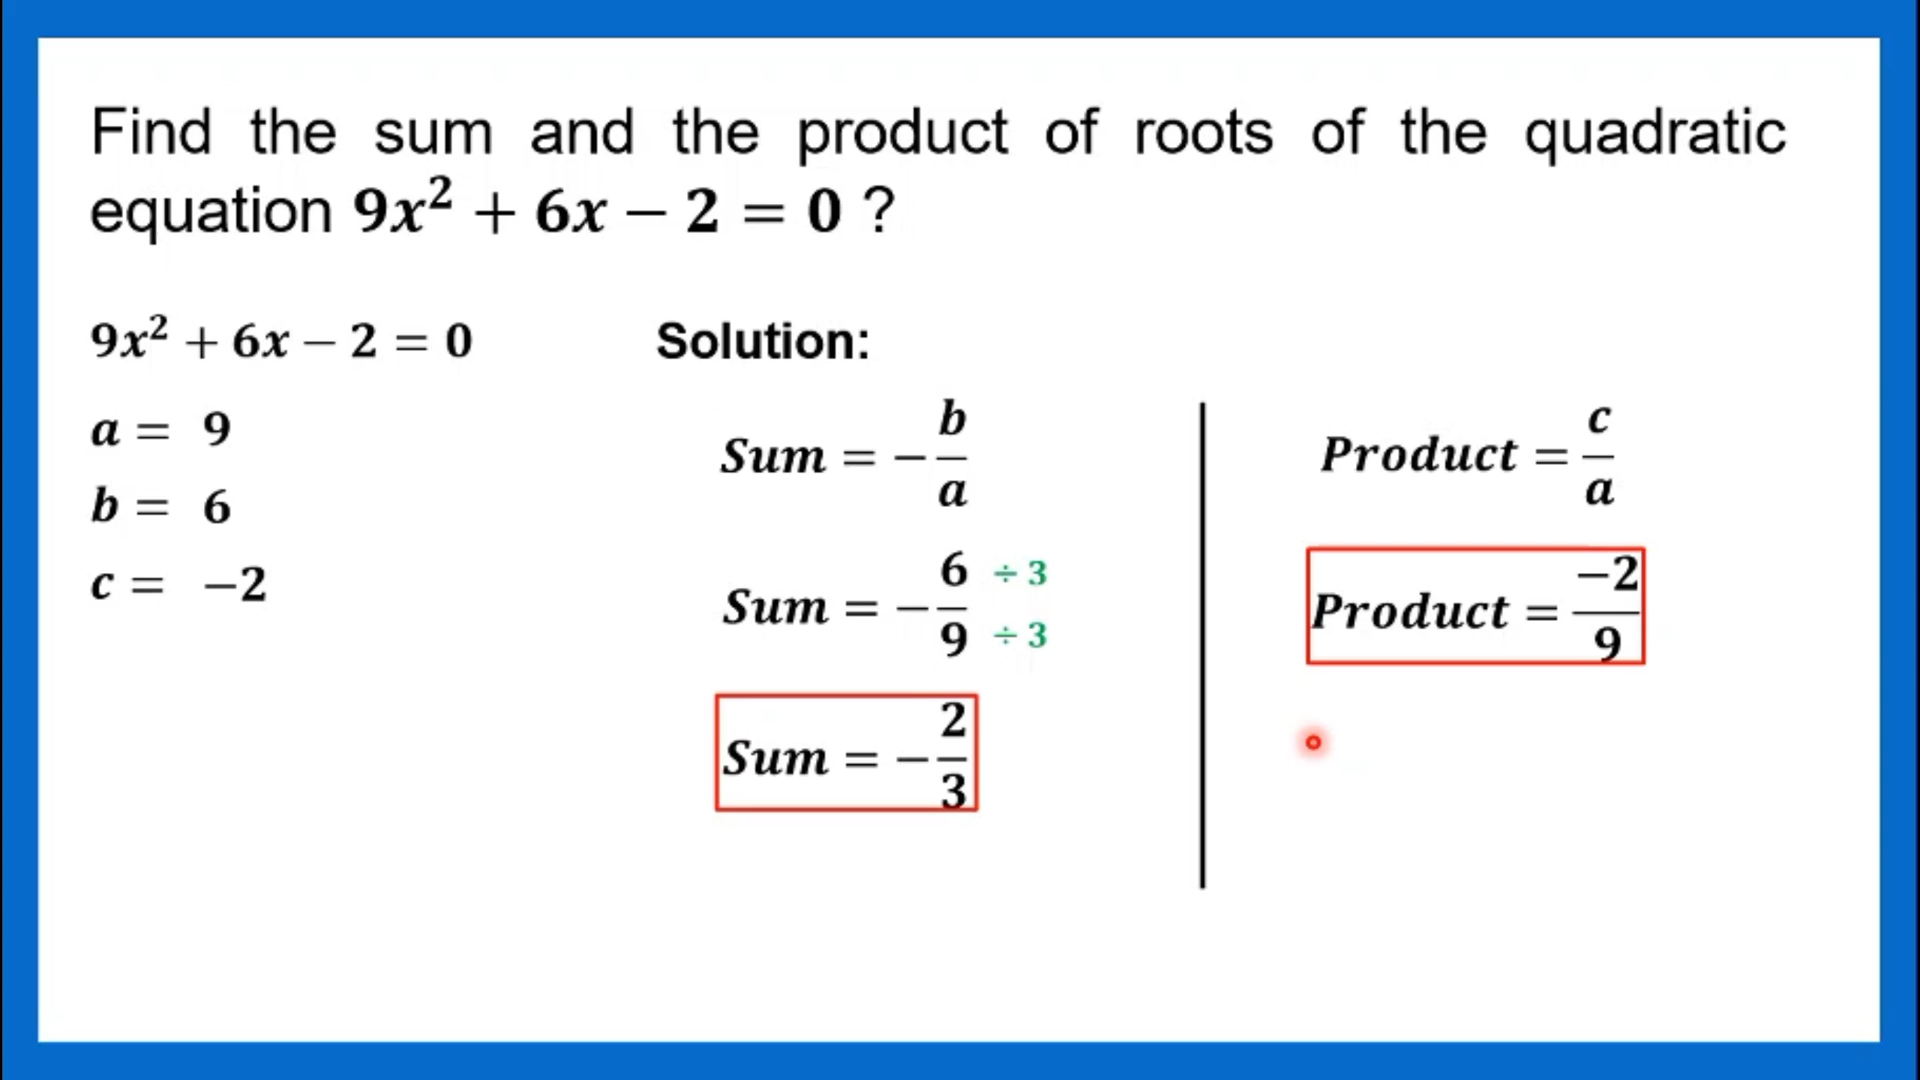 Find the sum and the product of roots of the quadratic
equation 9x² + 6x − 2 = 0 ?
9x² + 6x − 2 = 0
a = 9
b = 6
c = −2
Solution:
Sum = −b/a
Sum = −6/9 ÷3 ÷3
Sum = −2/3
Product = c/a
Product = −2/9